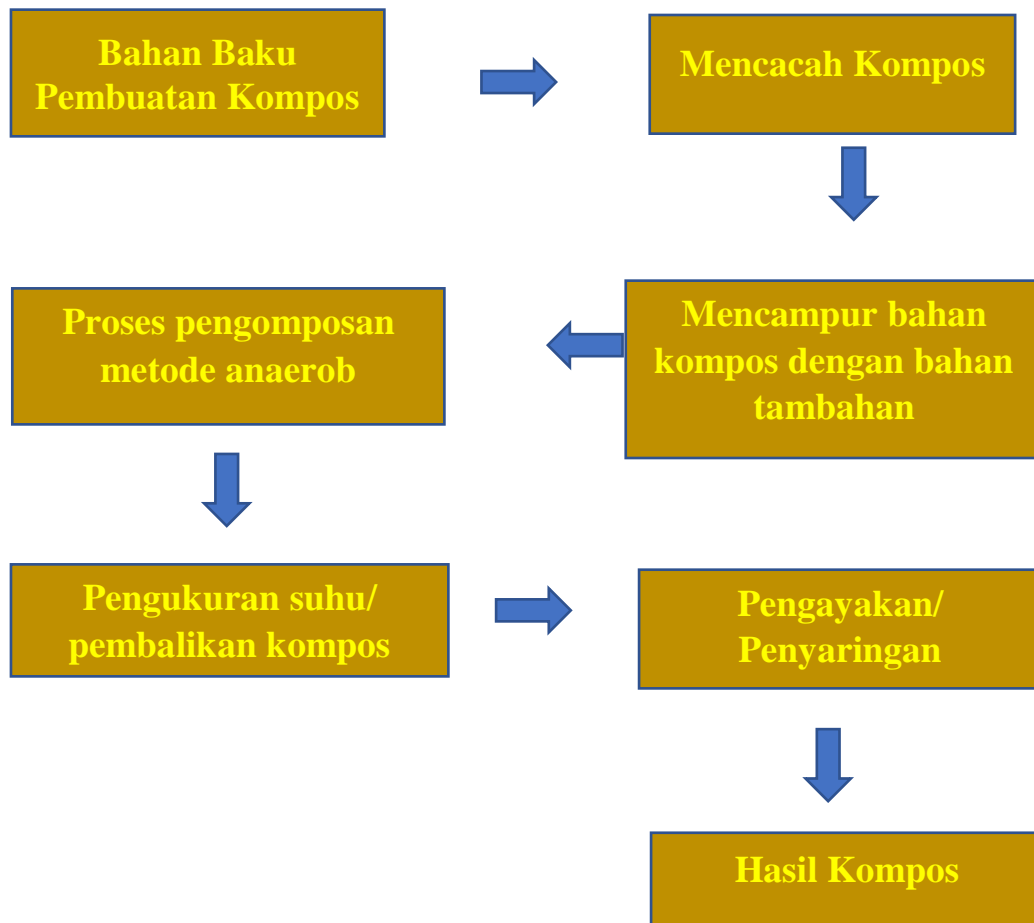 Bahan Baku
Pembuatan Kompos
Mencacah Kompos
Mencampur bahan
kompos dengan bahan
tambahan
Proses pengomposan
metode anaerob
Pengukuran suhu/
pembalikan kompos
Pengayakan/
Penyaringan
Hasil Kompos